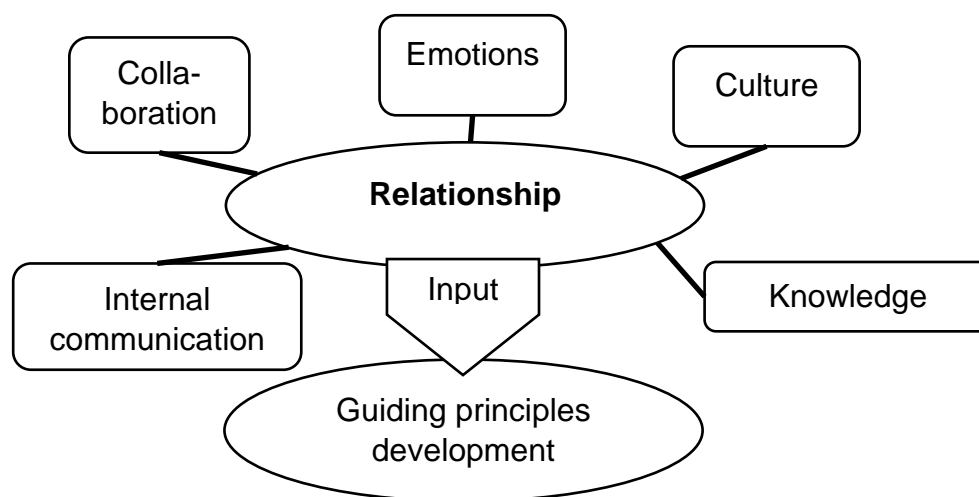 Emotions
Colla-
boration
Culture
Relationship
Internal
communication
Input
Knowledge
Guiding principles
development